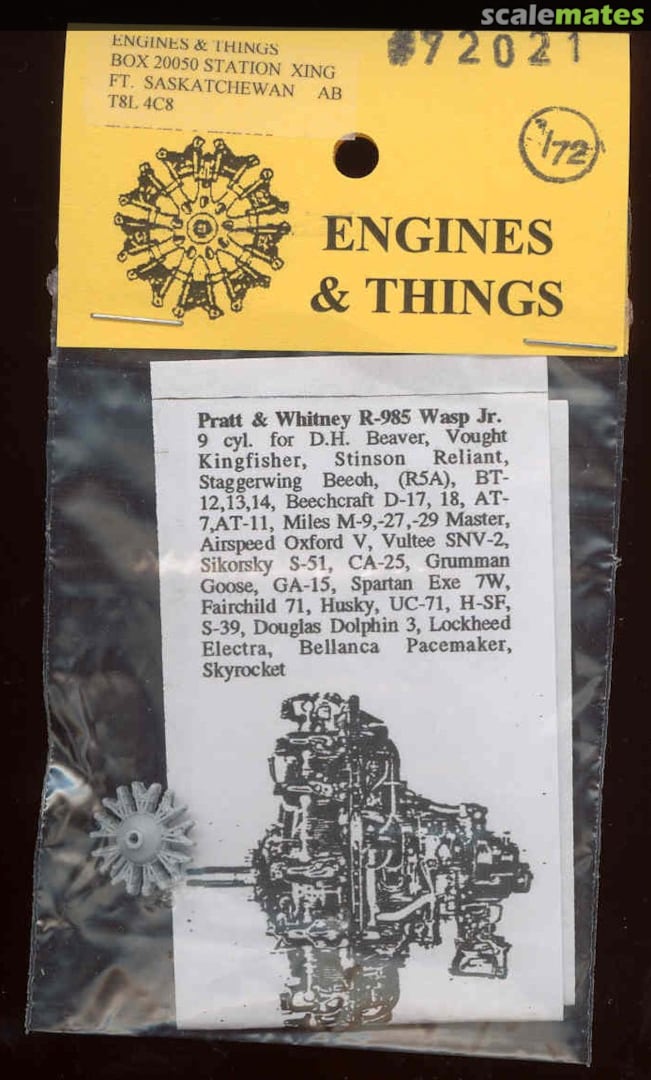 scalemates
ENGINES & THINGS
BOX 20050 STATION XING
FT. SASKATCHEWAN AB
T8L 4C8
#72021
1/72
ENGINES
& THINGS
Pratt & Whitney R-985 Wasp Jr.
9 cyl. for D.H. Beaver, Vought
Kingfisher, Stinson Reliant,
Staggerwing Beech, (R5A), BT-
12,13,14, Beechcraft D-17, 18, AT-
7,AT-11, Miles M-9,-27,-29 Master,
Airspeed Oxford V, Vultee SNV-2,
Sikorsky S-51, CA-25, Grumman
Goose, GA-15, Spartan Exe 7W,
Fairchild 71, Husky, UC-71, H-SF,
S-39, Douglas Dolphin 3, Lockheed
Electra, Bellanca Pacemaker,
Skyrocket